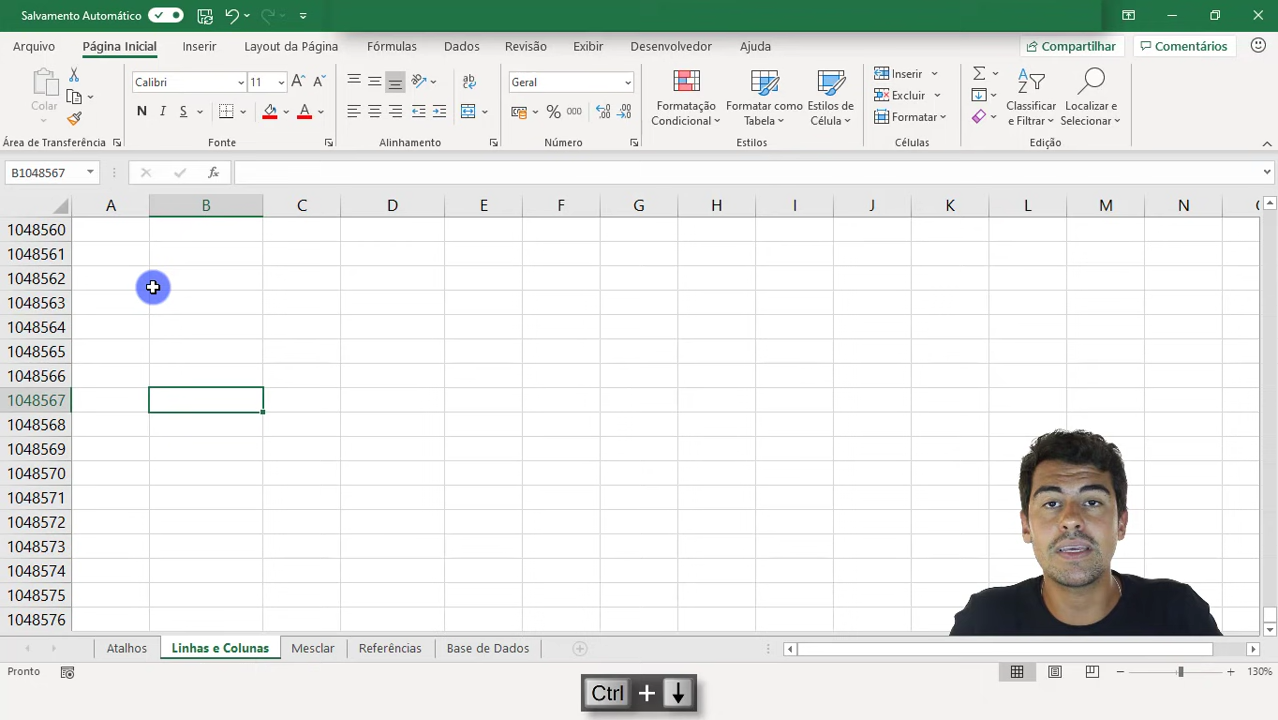 Salvamento Automático
Arquivo Página Inicial Inserir Layout da Página Fórmulas Dados Revisão Exibir Desenvolvedor Ajuda Compartilhar Comentários
Colar
Calibri 11
N I S
ab
Geral
% 000
Formatação Condicional
Formatar como Tabela
Estilos de Célula
Inserir
Excluir
Formatar
Classificar e Filtrar
Localizar e Selecionar
Área de Transferência Fonte Alinhamento Número Estilos Células Edição
B1048567 fx
A B C D E F G H I J K L M N
1048560
1048561
1048562
1048563
1048564
1048565
1048566
1048567
1048568
1048569
1048570
1048571
1048572
1048573
1048574
1048575
1048576
Atalhos Linhas e Colunas Mesclar Referências Base de Dados
Pronto 130%
Ctrl + ↓